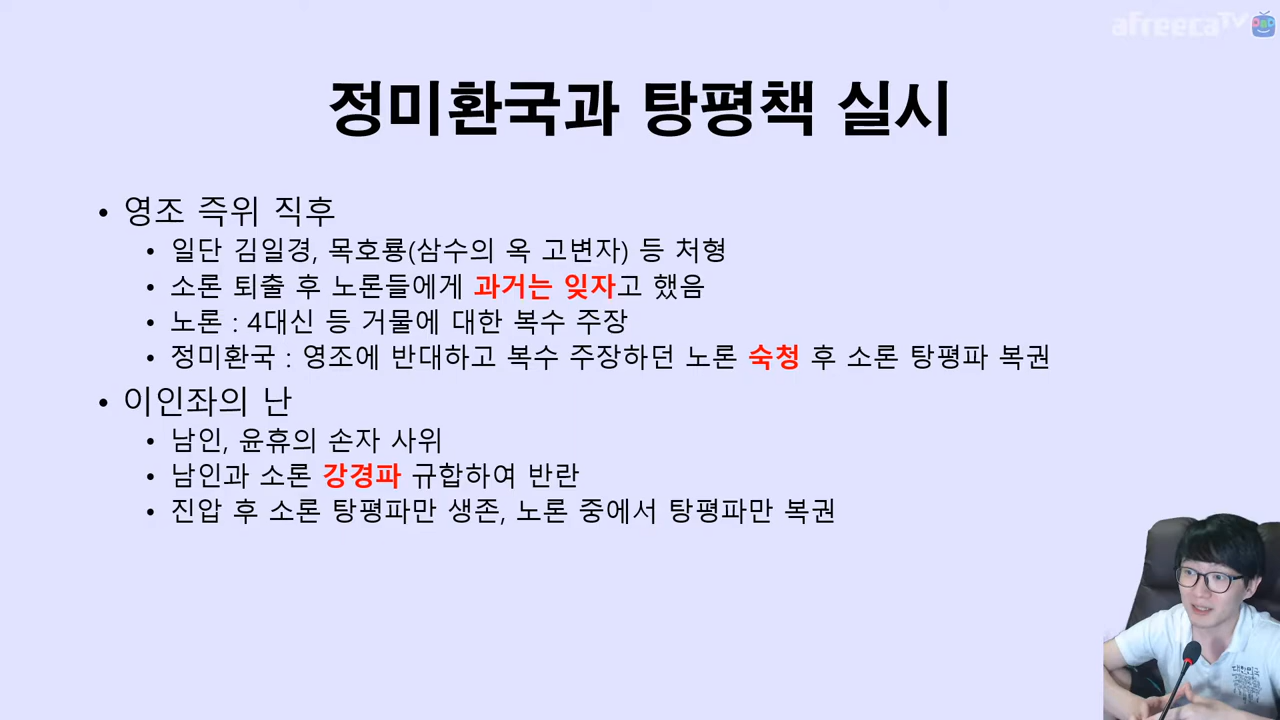 afreecaTV
정미환국과 탕평책 실시
• 영조 즉위 직후
• 일단 김일경, 목호룡(삼수의 옥 고변자) 등 처형
• 소론 퇴출 후 노론들에게 과거는 잊자고 했음
• 노론 : 4대신 등 거물에 대한 복수 주장
• 정미환국 : 영조에 반대하고 복수 주장하던 노론 숙청 후 소론 탕평파 복권
• 이인좌의 난
• 남인, 윤휴의 손자 사위
• 남인과 소론 강경파 규합하여 반란
• 진압 후 소론 탕평파만 생존, 노론 중에서 탕평파만 복권
대한민국